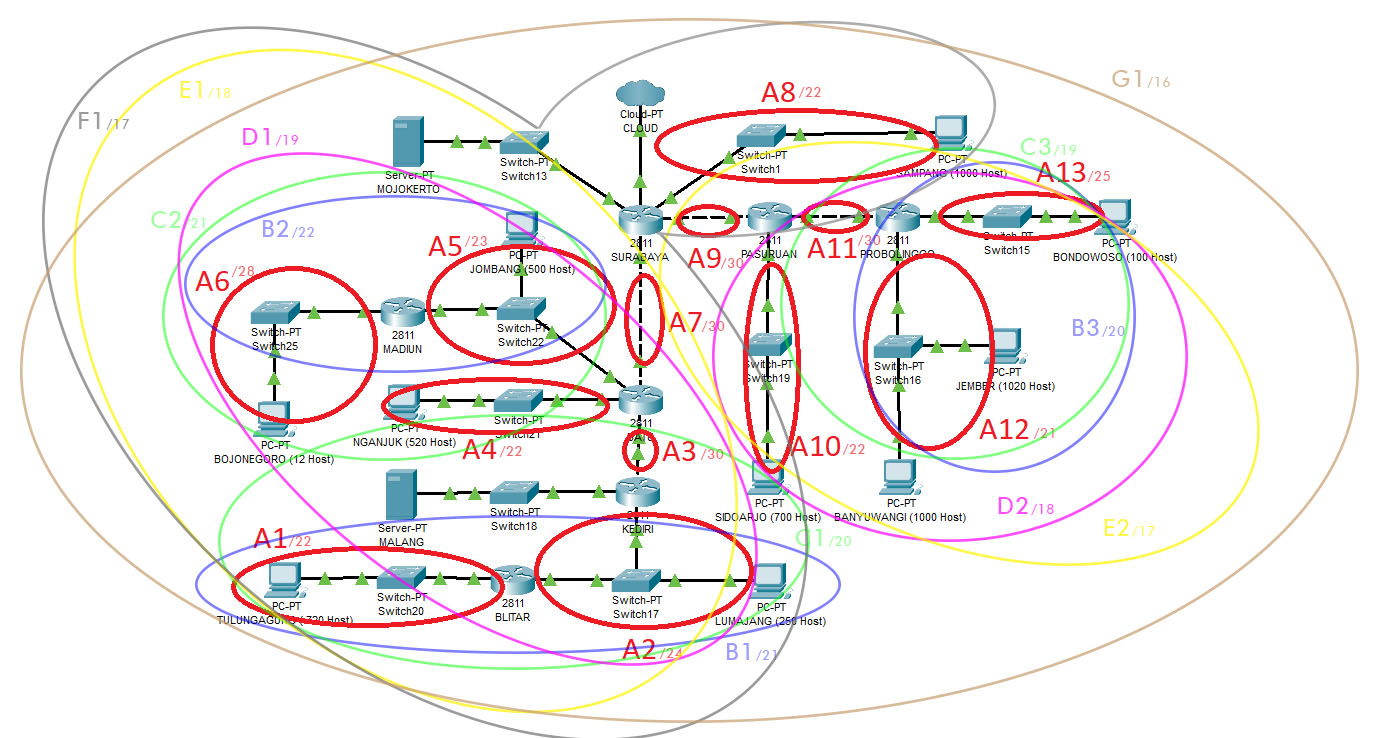 G1/16
E1/18
F1/17
A8/22
Cloud-PT
CLOUD
D1/19
Switch-PT
Switch13
Server-PT
MOJOKERTO
Switch-PT
Switch1
PC-PT
SAMPANG (1000 Host)
C3/19
A13/25
C2/21
B2/22
2811
SURABAYA
2811
PASURUAN
2811
PROBOLINGGO
Switch-PT
Switch15
PC-PT
BONDOWOSO (100 Host)
A9/30
A11/30
A5/23
PC-PT
JOMBANG (500 Host)
A6/28
Switch-PT
Switch25
2811
MADIUN
Switch-PT
Switch22
A7/30
B3/20
Switch-PT
Switch19
Switch-PT
Switch16
PC-PT
JEMBER (1020 Host)
PC-PT
NGANJUK (520 Host)
Switch-PT
Switch21
2811
PC-PT
BOJONEGORO (12 Host)
A4/22
A3/30
A10/22
A12/21
Server-PT
MALANG
Switch-PT
Switch18
2811
KEDIRI
PC-PT
SIDOARJO (700 Host)
PC-PT
BANYUWANGI (1000 Host)
D2/18
E2/17
C1/20
A1/22
PC-PT
TULUNGAGUNG (720 Host)
Switch-PT
Switch20
2811
BLITAR
Switch-PT
Switch17
PC-PT
LUMAJANG (250 Host)
A2/24
B1/21